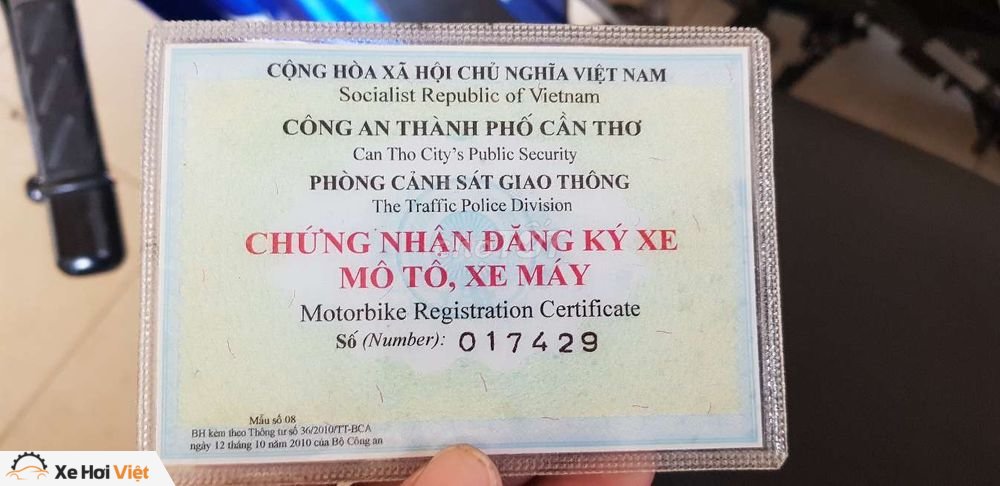 CỘNG HÒA XÃ HỘI CHỦ NGHĨA VIỆT NAM
Socialist Republic of Vietnam
CÔNG AN THÀNH PHỐ CẦN THƠ
Can Tho City's Public Security
PHÒNG CẢNH SÁT GIAO THÔNG
The Traffic Police Division
CHỨNG NHẬN ĐĂNG KÝ XE
MÔ TÔ, XE MÁY
Motorbike Registration Certificate
Số (Number): 017429
Mẫu số 08
BH kèm theo Thông tư số 36/2010/TT-BCA
ngày 12 tháng 10 năm 2010 của Bộ Công an
Xe Hơi Việt